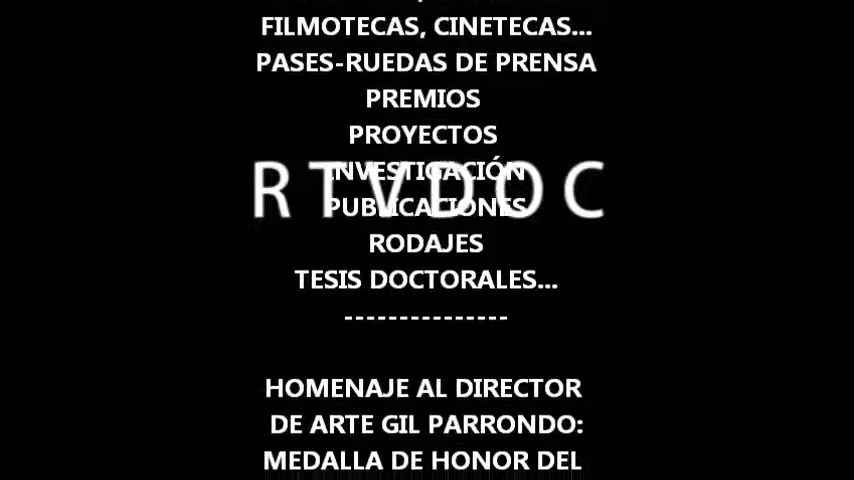 FILMOTECAS, CINETECAS...
PASES-RUEDAS DE PRENSA
PREMIOS
PROYECTOS
INVESTIGACIÓN
RTVDOC
PUBLICACIONES
RODAJES
TESIS DOCTORALES...
---------------
HOMENAJE AL DIRECTOR
DE ARTE GIL PARRONDO:
MEDALLA DE HONOR DEL